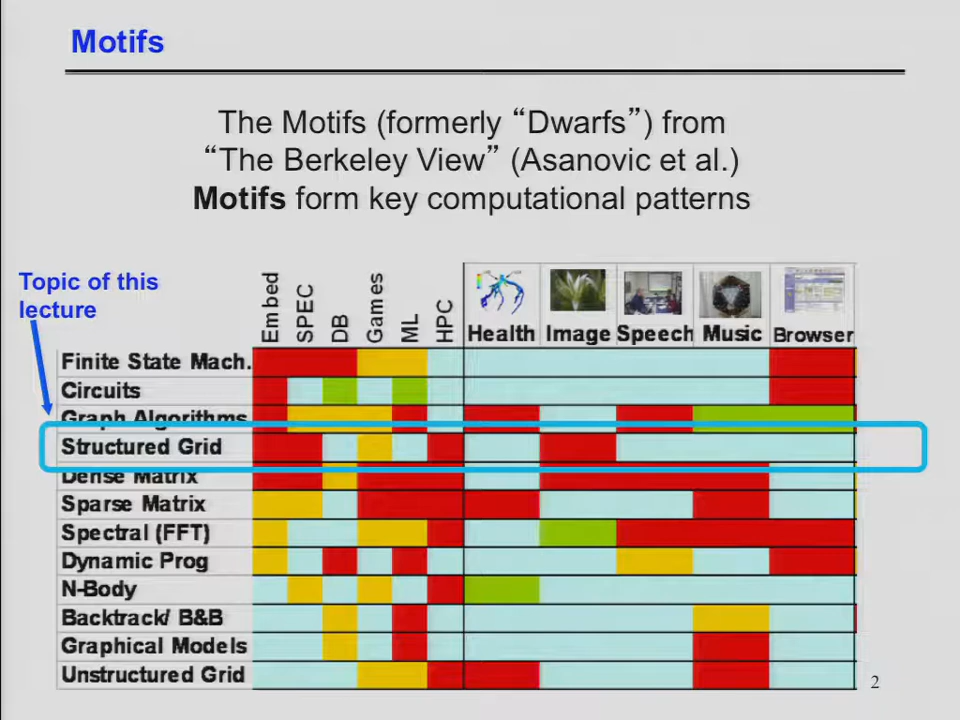 Motifs
The Motifs (formerly “Dwarfs”) from
“The Berkeley View” (Asanovic et al.)
Motifs form key computational patterns
Topic of this
lecture
Embed SPEC DB Games ML HPC Health Image Speech Music Browser
Finite State Mach.
Circuits
Graph Algorithms
Structured Grid
Dense Matrix
Sparse Matrix
Spectral (FFT)
Dynamic Prog
N-Body
Backtrack/ B&B
Graphical Models
Unstructured Grid
2